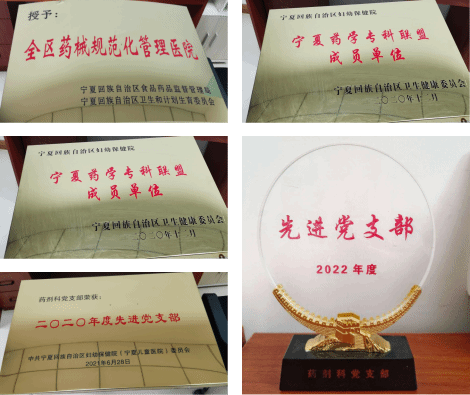 授予：
全区药械规范化管理医院
宁夏回族自治区食品药品监督管理局
宁夏回族自治区卫生和计划生育委员会
宁夏回族自治区妇幼保健院
宁夏药学专科联盟
成员单位
宁夏回族自治区卫生健康委员会
二〇二〇年十一月
宁夏回族自治区妇幼保健院
宁夏药学专科联盟
成员单位
宁夏回族自治区卫生健康委员会
二〇二〇年十一月
药剂科党支部荣获：
二〇二〇年度先进党支部
中共宁夏回族自治区妇幼保健院（宁夏儿童医院）委员会
2021年6月28日
先进党支部
2022年度
药剂科党支部